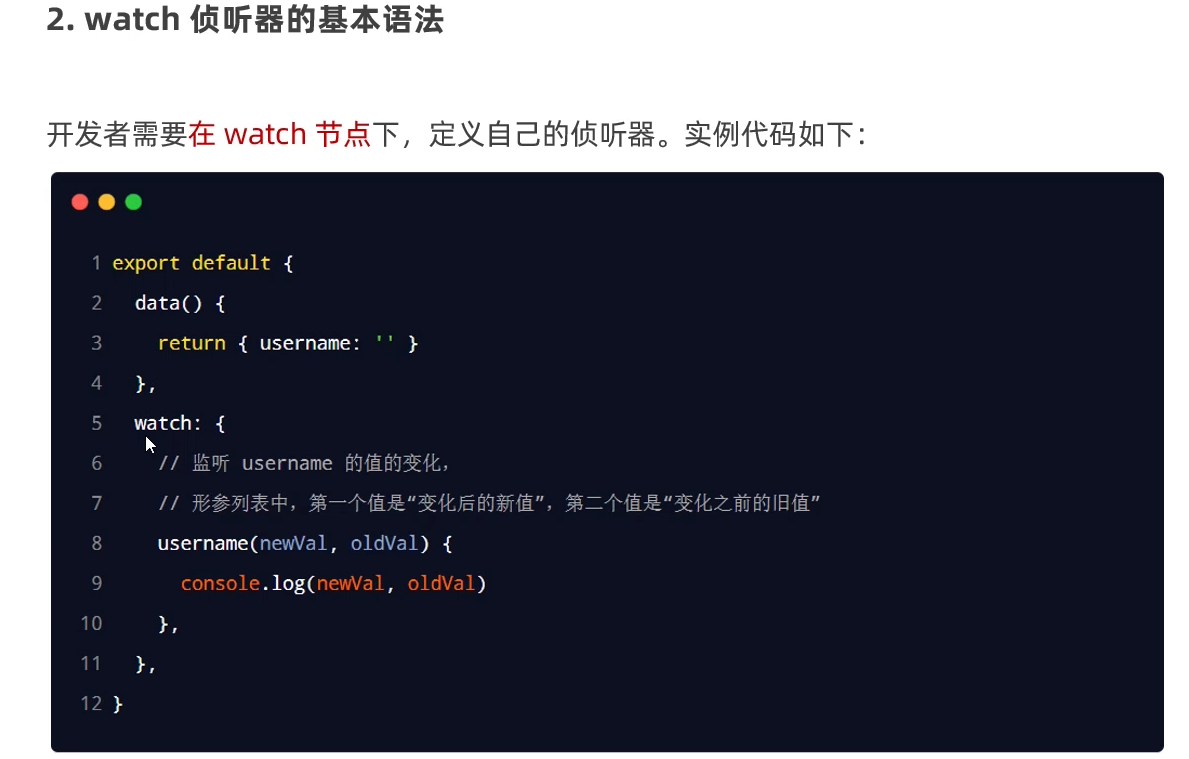 2. watch 侦听器的基本语法
开发者需要在 watch 节点下，定义自己的侦听器。实例代码如下：
1 export default {
2   data() {
3     return { username: '' }
4   },
5   watch: {
6     // 监听 username 的值的变化，
7     // 形参列表中，第一个值是“变化后的新值”，第二个值是“变化之前的旧值”
8     username(newVal, oldVal) {
9       console.log(newVal, oldVal)
10     },
11   },
12 }